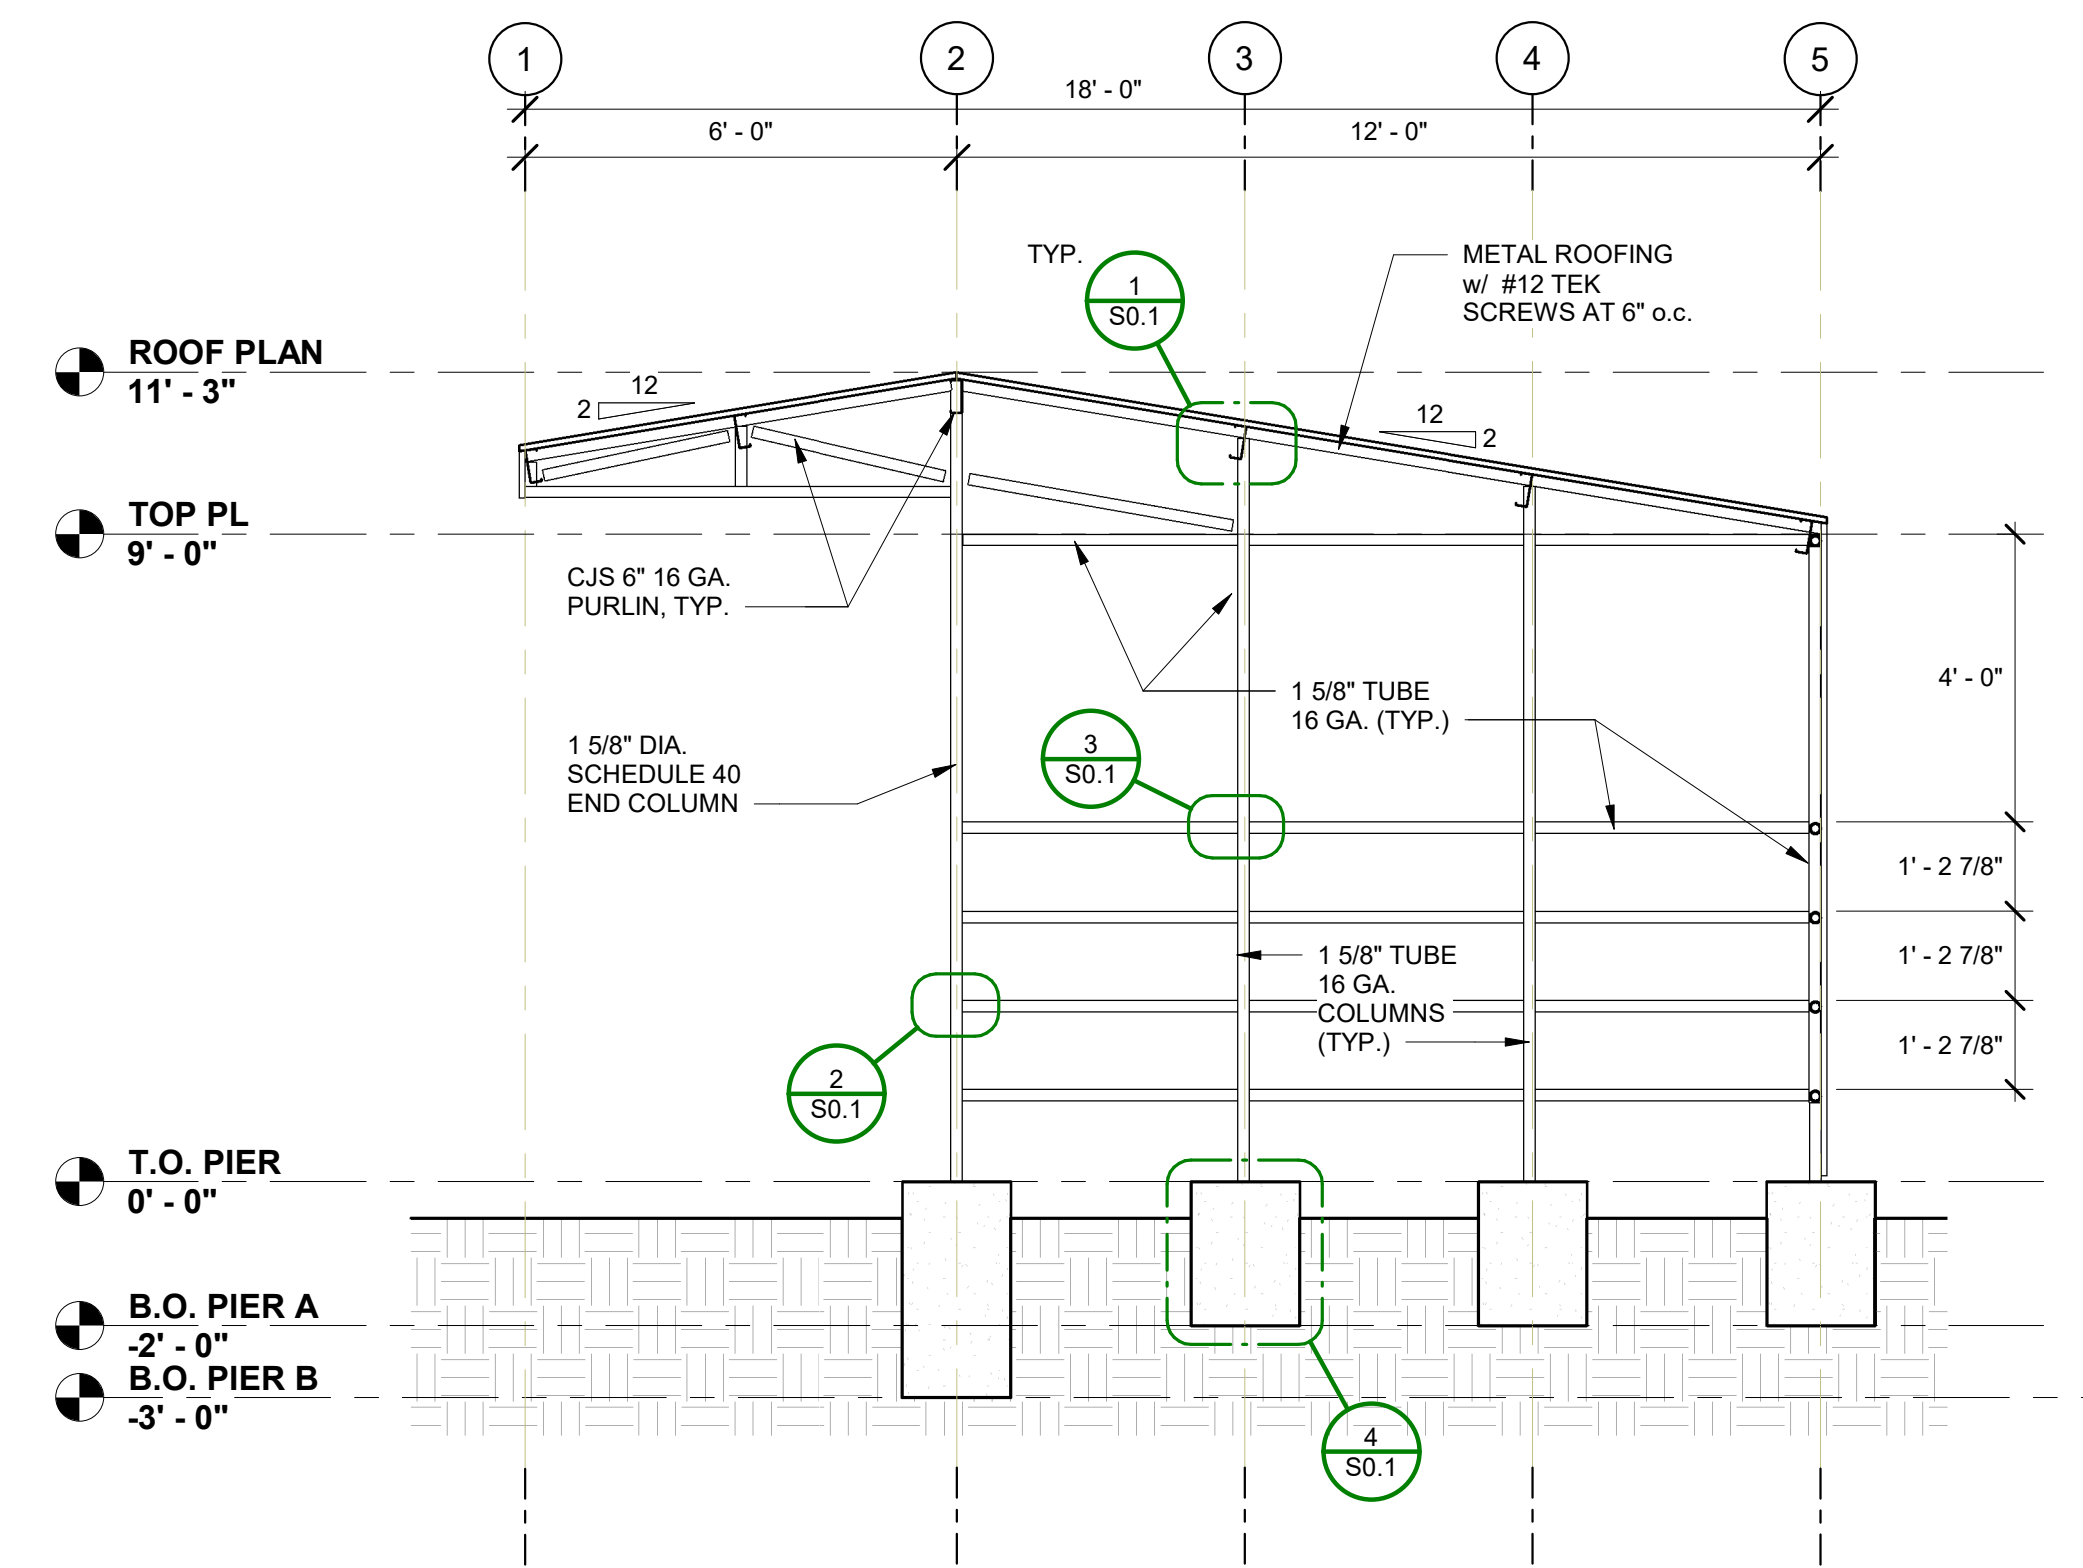 1
2
3
4
5
18' - 0"
6' - 0"
12' - 0"
TYP.
1
S0.1
METAL ROOFING
w/ #12 TEK
SCREWS AT 6" o.c.
ROOF PLAN
11' - 3"
12
2
12
2
TOP PL
9' - 0"
CJS 6" 16 GA.
PURLIN, TYP.
4' - 0"
1 5/8" TUBE
16 GA. (TYP.)
1 5/8" DIA.
SCHEDULE 40
END COLUMN
3
S0.1
1' - 2 7/8"
1' - 2 7/8"
1' - 2 7/8"
1 5/8" TUBE
16 GA.
COLUMNS
(TYP.)
2
S0.1
T.O. PIER
0' - 0"
B.O. PIER A
-2' - 0"
B.O. PIER B
-3' - 0"
4
S0.1